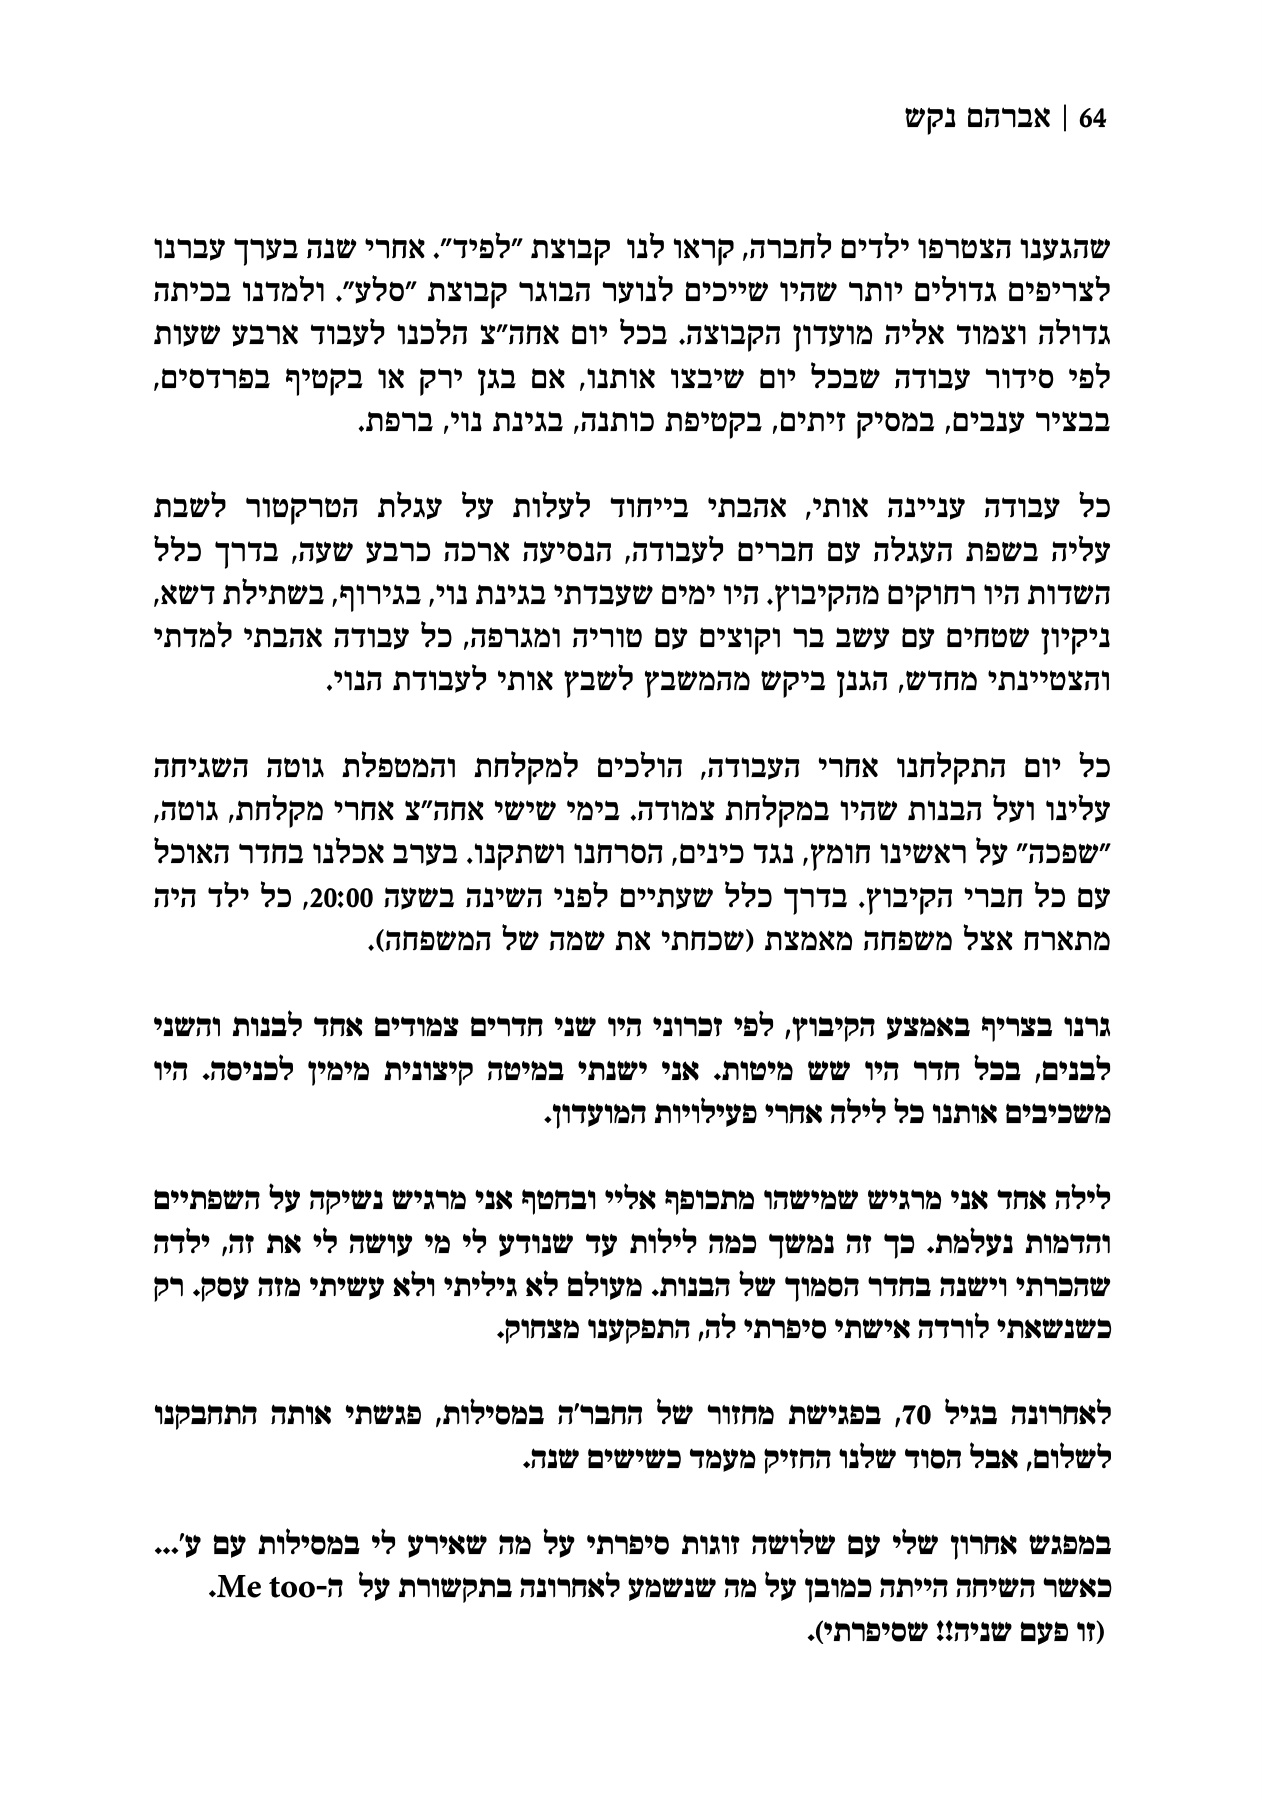 64 | אברהם נקש
שהגענו הצטרפו ילדים לחברה, קראו לנו  קבוצת "לפיד". אחרי שנה בערך עברנו
לצריפים גדולים יותר שהיו שייכים לנוער הבוגר קבוצת "סלע". ולמדנו בכיתה
גדולה וצמוד אליה מועדון הקבוצה. בכל יום אחה"צ הלכנו לעבוד ארבע שעות
לפי סידור עבודה שבכל יום שיבצו אותנו, אם בגן ירק או בקטיף בפרדסים,
בבציר ענבים, במסיק זיתים, בקטיפת כותנה, בגינת נוי, ברפת.
כל עבודה עניינה אותי, אהבתי בייחוד לעלות על עגלת הטרקטור לשבת
עליה בשפת העגלה עם חברים לעבודה, הנסיעה ארכה כרבע שעה, בדרך כלל
השדות היו רחוקים מהקיבוץ. היו ימים שעבדתי בגינת נוי, בגירוף, בשתילת דשא,
ניקיון שטחים עם עשב בר וקוצים עם טוריה ומגרפה, כל עבודה אהבתי למדתי
והצטיינתי מחדש, הגנן ביקש מהמשבץ לשבץ אותי לעבודת הנוי.
כל יום התקלחנו אחרי העבודה, הולכים למקלחת והמטפלת גוטה השגיחה
עלינו ועל הבנות שהיו במקלחת צמודה. בימי שישי אחה"צ אחרי מקלחת, גוטה,
"שפכה" על ראשינו חומץ, נגד כינים, הסרחנו ושתקנו. בערב אכלנו בחדר האוכל
עם כל חברי הקיבוץ. בדרך כלל שעתיים לפני השינה בשעה 20:00, כל ילד היה
מתארח אצל משפחה מאמצת (שכחתי את שמה של המשפחה).
גרנו בצריף באמצע הקיבוץ, לפי זכרוני היו שני חדרים צמודים אחד לבנות והשני
לבנים, בכל חדר היו שש מיטות. אני ישנתי במיטה קיצונית מימין לכניסה. היו
משכיבים אותנו כל לילה אחרי פעילויות המועדון.
לילה אחד אני מרגיש שמישהו מתכופף אליי ובחטף אני מרגיש נשיקה על השפתיים
והדמות נעלמת. כך זה נמשך כמה לילות עד שנודע לי מי עושה לי את זה, ילדה
שהכרתי וישנה בחדר הסמוך של הבנות. מעולם לא גיליתי ולא עשיתי מזה עסק. רק
כשנשאתי לורדה אישתי סיפרתי לה, התפקענו מצחוק.
לאחרונה בגיל 70, בפגישת מחזור של החבר'ה במסילות, פגשתי אותה התחבקנו
לשלום, אבל הסוד שלנו החזיק מעמד כשישים שנה.
במפגש אחרון שלי עם שלושה זוגות סיפרתי על מה שאירע לי במסילות עם ע'...
כאשר השיחה הייתה כמובן על מה שנשמע לאחרונה בתקשורת על  ה-Me too.
(זו פעם שניה!! שסיפרתי).